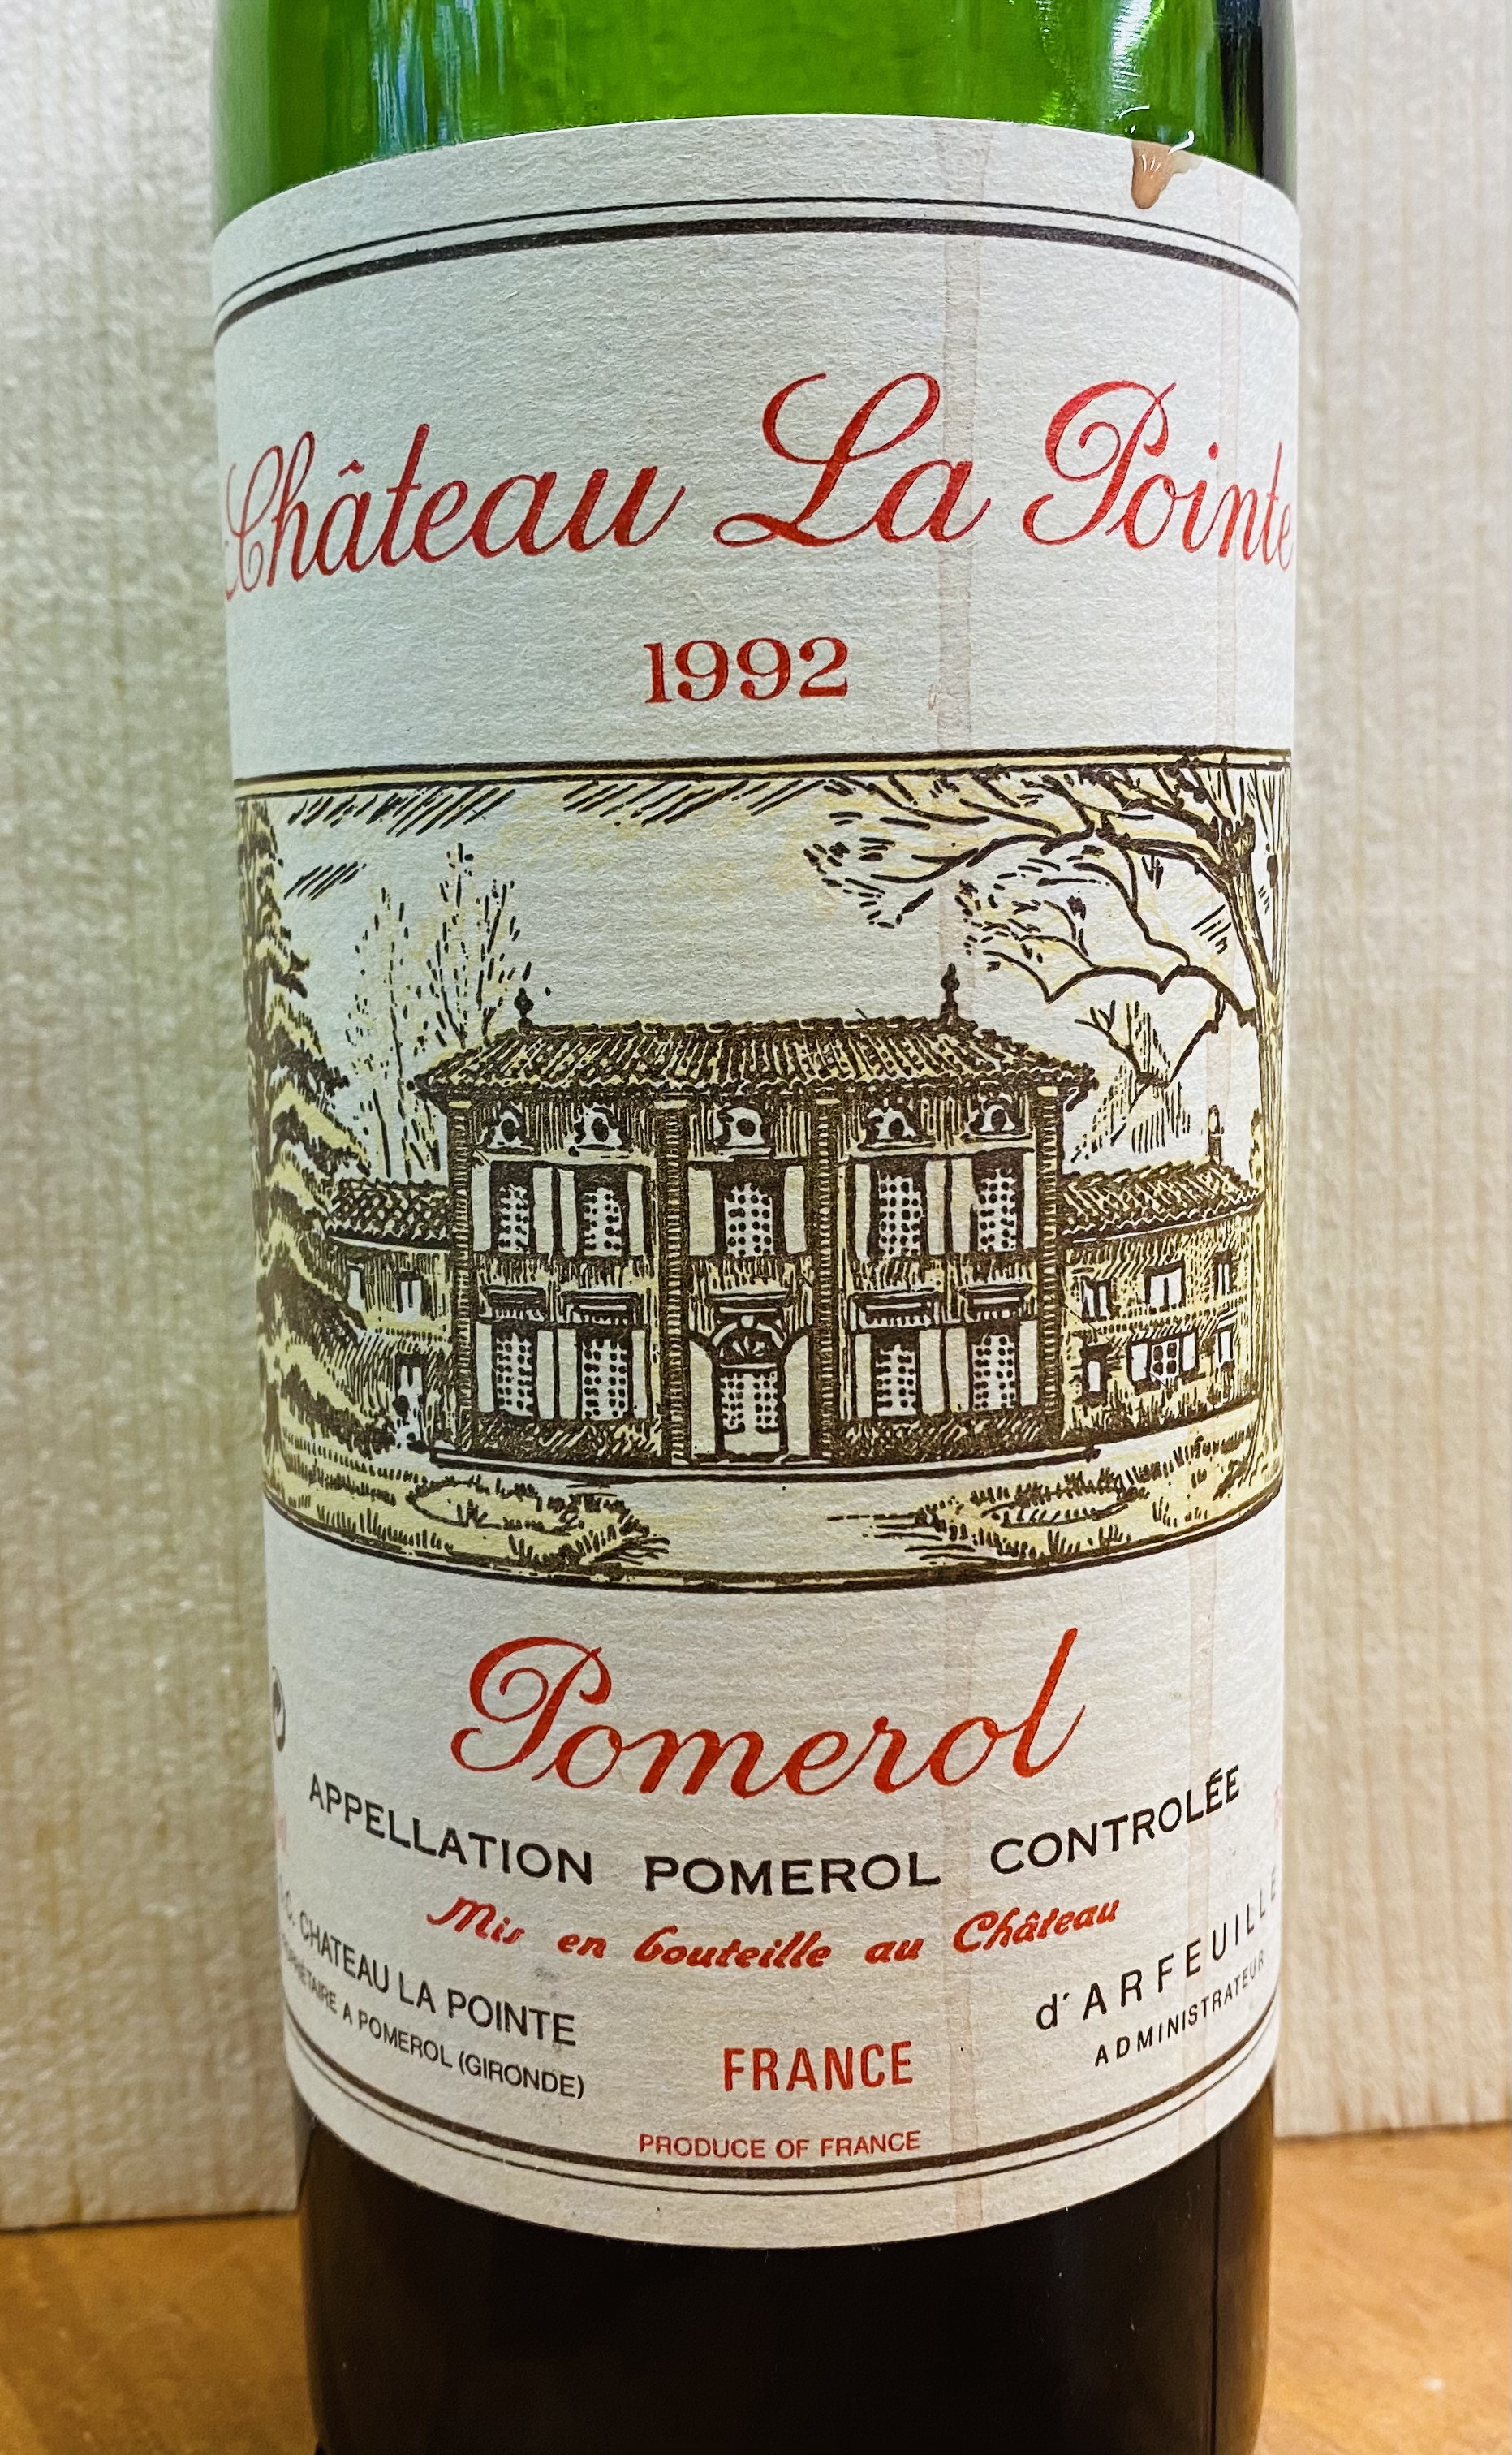 Château La Pointe
1992
Pomerol
APPELLATION POMEROL CONTROLÉE
Mis en bouteille au Château
C. CHATEAU LA POINTE
A POMEROL (GIRONDE)
d'ARFEUILLE
ADMINISTRATEUR
FRANCE
PRODUCE OF FRANCE